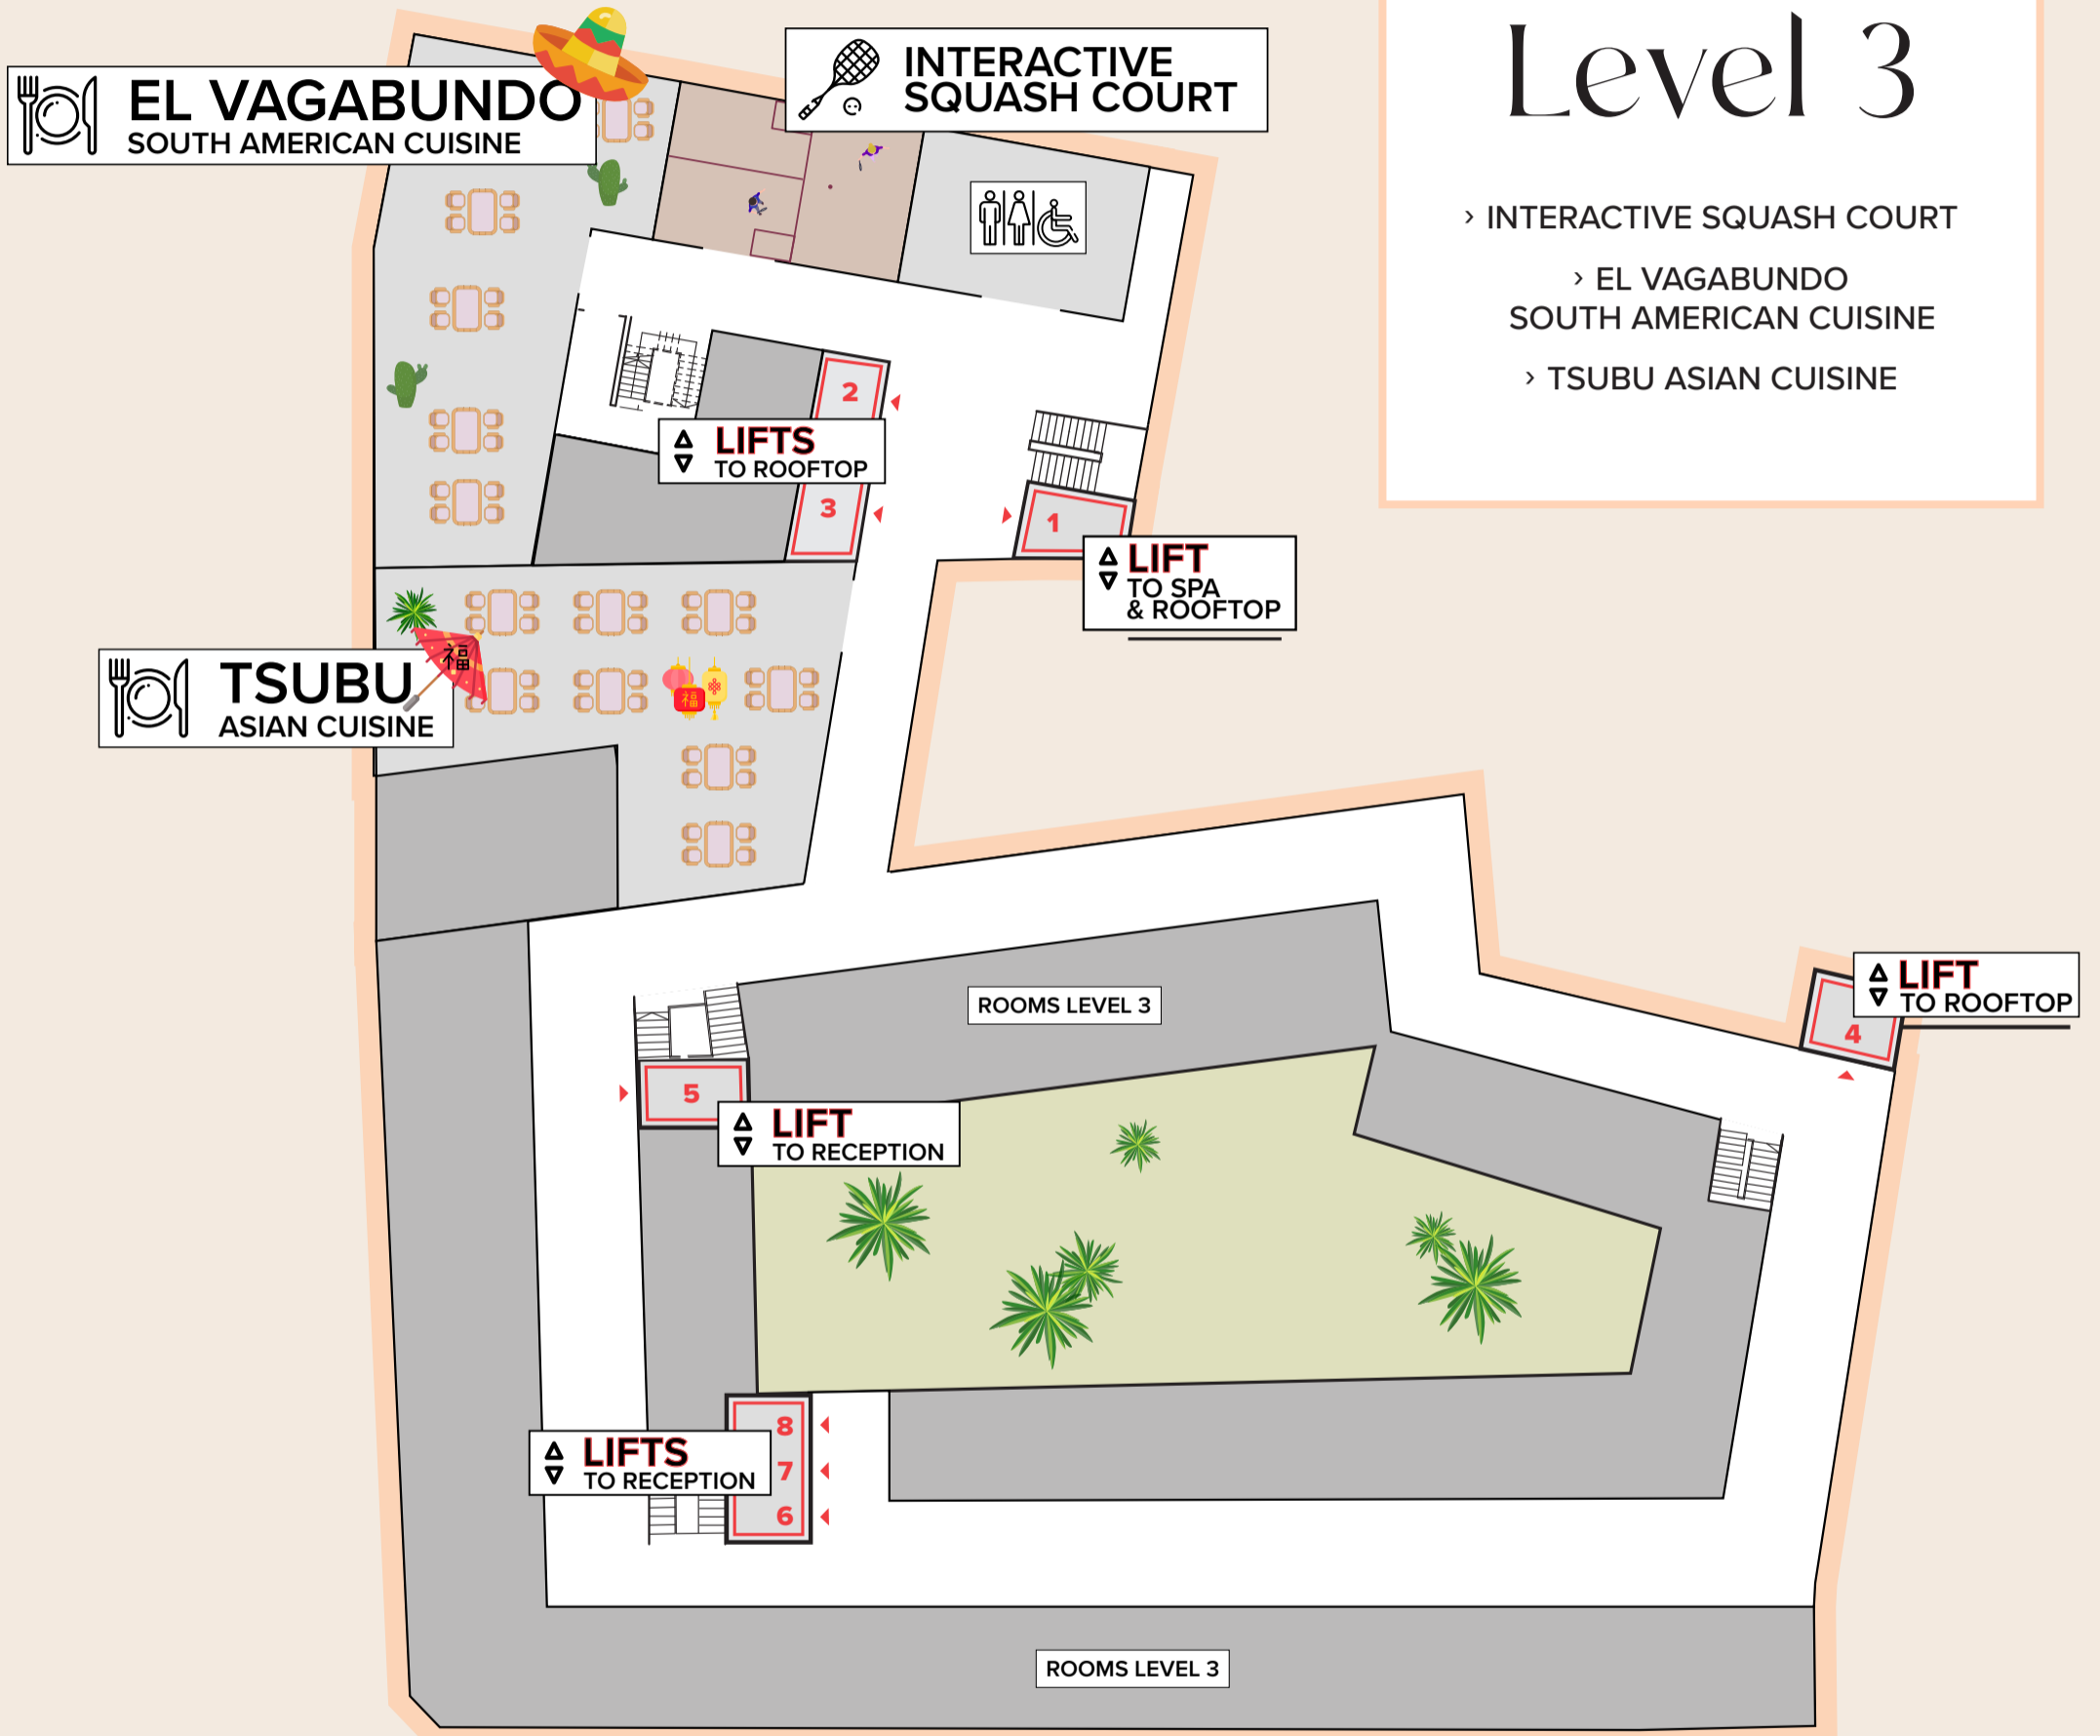 Level 3
› INTERACTIVE SQUASH COURT
› EL VAGABUNDO
SOUTH AMERICAN CUISINE
› TSUBU ASIAN CUISINE
EL VAGABUNDO
SOUTH AMERICAN CUISINE
INTERACTIVE
SQUASH COURT
2
LIFTS
TO ROOFTOP
3
1
LIFT
TO SPA
& ROOFTOP
TSUBU
ASIAN CUISINE
福
福
ROOMS LEVEL 3
LIFT
TO ROOFTOP
4
5
LIFT
TO RECEPTION
8
LIFTS
TO RECEPTION
7
6
ROOMS LEVEL 3